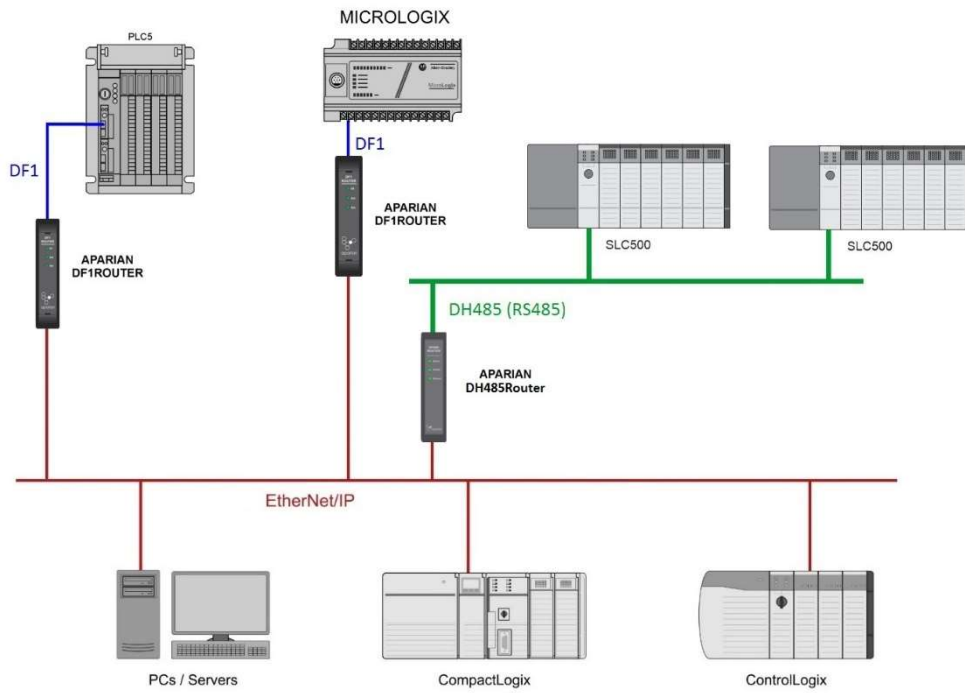 PLC5
MICROLOGIX
DF1
DF1
APARIAN
DF1ROUTER
APARIAN
DF1ROUTER
SLC500
SLC500
DH485 (RS485)
APARIAN
DH485Router
EtherNet/IP
PCs / Servers
CompactLogix
ControlLogix